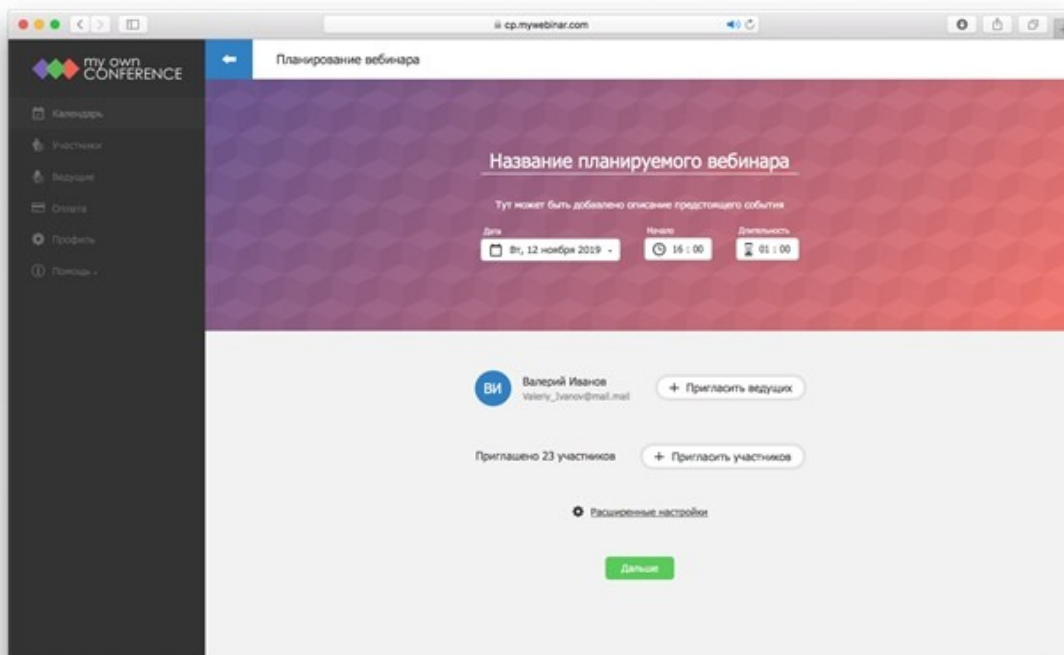 cp.mywebinar.com
my own
CONFERENCE
Планирование вебинара
Календарь
Участники
Ведущие
Оплата
Профиль
Помощь
Название планируемого вебинара
Тут может быть добавлено описание предстоящего события
Дата Начало Длительность
Вт, 12 ноября 2019 16 : 00 01 : 00
ВИ
Валерий Иванов
Valeriy_Ivanov@mail.mail
+ Пригласить ведущих
Приглашено 23 участников
+ Пригласить участников
Расширенные настройки
Дальше